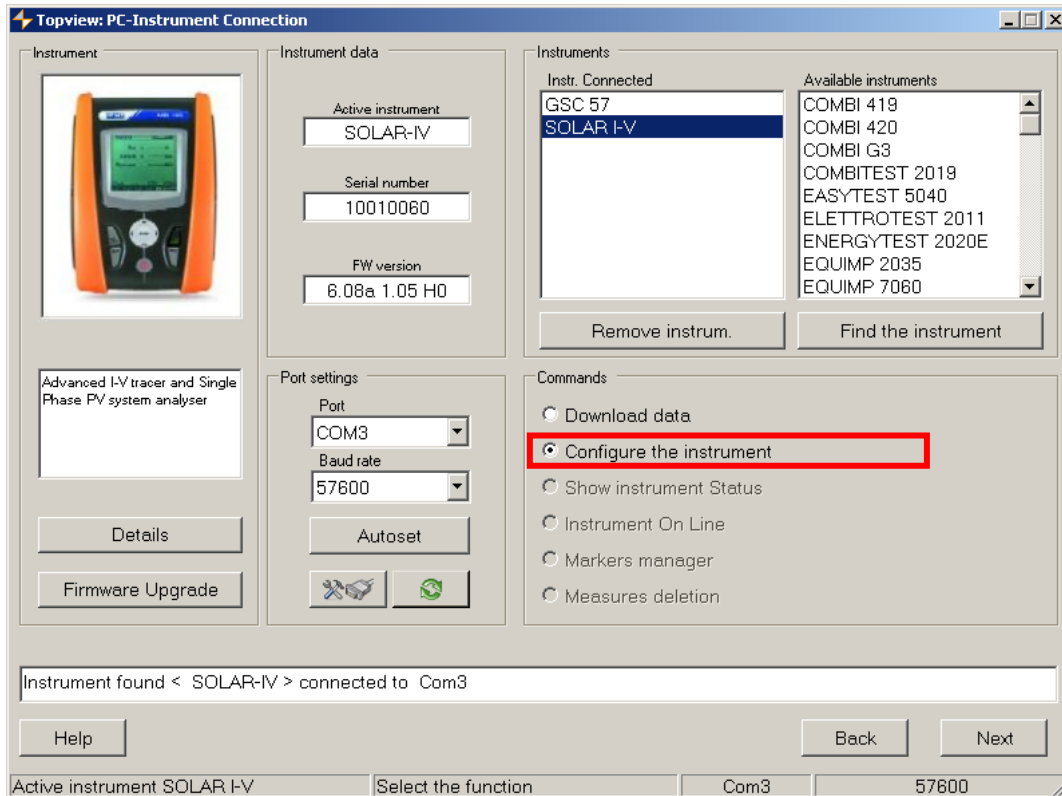 Topview: PC-Instrument Connection
Instrument
Advanced I-V tracer and Single
Phase PV system analyser
Details
Firmware Upgrade
Instrument data
Active instrument
SOLAR-IV
Serial number
10010060
FW version
6.08a 1.05 H0
Port settings
Port
COM3
Baud rate
57600
Autoset
Instruments
Instr. Connected
GSC 57
SOLAR I-V
Remove instrum.
Available instruments
COMBI 419
COMBI 420
COMBI G3
COMBITEST 2019
EASYTEST 5040
ELETTROTEST 2011
ENERGYTEST 2020E
EQUIMP 2035
EQUIMP 7060
Find the instrument
Commands
Download data
Configure the instrument
Show instrument Status
Instrument On Line
Markers manager
Measures deletion
Instrument found < SOLAR-IV > connected to Com3
Help
Back
Next
Active instrument SOLAR I-V
Select the function
Com3
57600